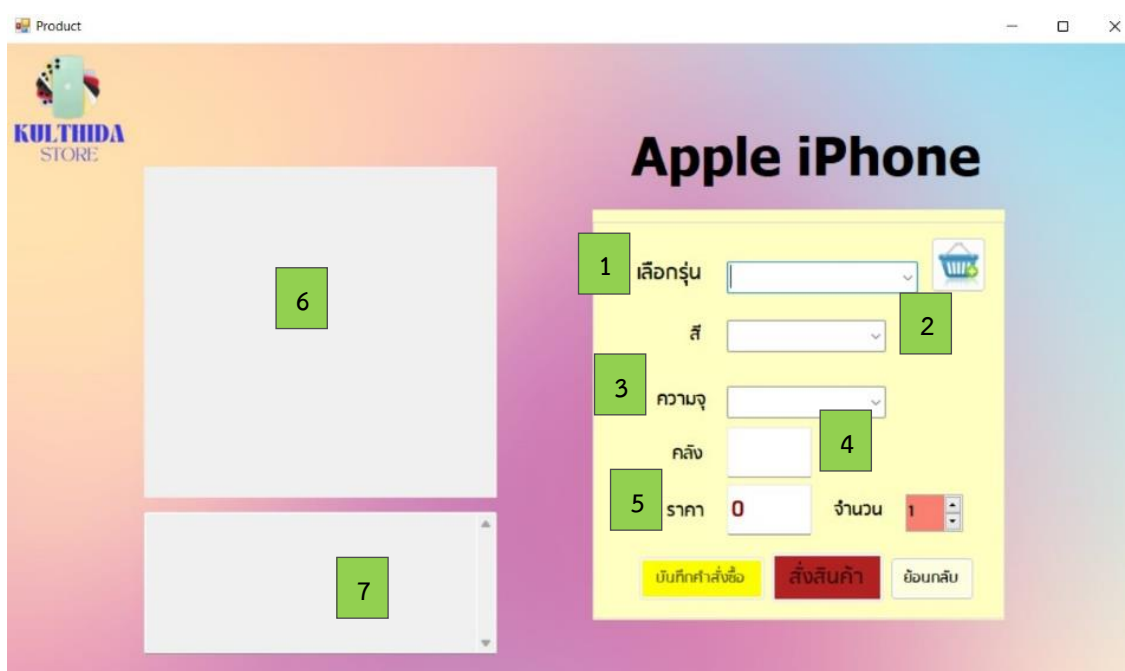 Product
KULTHIDA
STORE
Apple iPhone
1
เลือกรุ่น
2
สี
3
ความจุ
4
คลัง
5
ราคา
0
จำนวน
1
บันทึกคำสั่งซื้อ
สั่งสินค้า
ย้อนกลับ
6
7